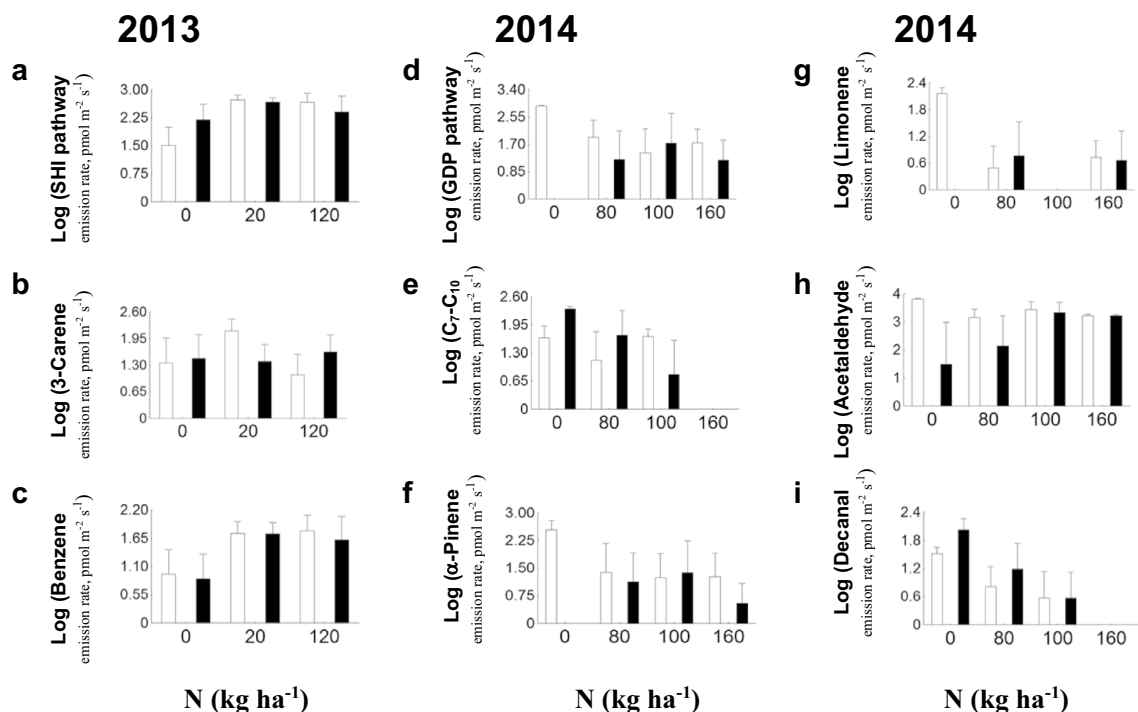 2013
2014
2014
a
Log (SHI pathway
emission rate, pmol m⁻² s⁻¹)
3.00
2.25
1.50
0.75
0
0
20
120
b
Log (3-Carene
emission rate, pmol m⁻² s⁻¹)
2.60
1.95
1.30
0.65
0
0
20
120
c
Log (Benzene
emission rate, pmol m⁻² s⁻¹)
2.20
1.65
1.10
0.55
0
0
20
120
N (kg ha⁻¹)
d
Log (GDP pathway
emission rate, pmol m⁻² s⁻¹)
3.40
2.55
1.70
0.85
0
0
80
100
160
e
Log (C₇-C₁₀
emission rate, pmol m⁻² s⁻¹)
2.60
1.95
1.30
0.65
0
0
80
100
160
f
Log (α-Pinene
emission rate, pmol m⁻² s⁻¹)
3.00
2.25
1.50
0.75
0
0
80
100
160
N (kg ha⁻¹)
g
Log (Limonene
emission rate, pmol m⁻² s⁻¹)
2.4
1.2
0.6
0
0
80
100
160
h
Log (Acetaldehyde
emission rate, pmol m⁻² s⁻¹)
4
3
2
1
0
80
100
160
i
Log (Decanal
emission rate, pmol m⁻² s⁻¹)
2.4
1.8
1.2
0.6
0
0
80
100
160
N (kg ha⁻¹)